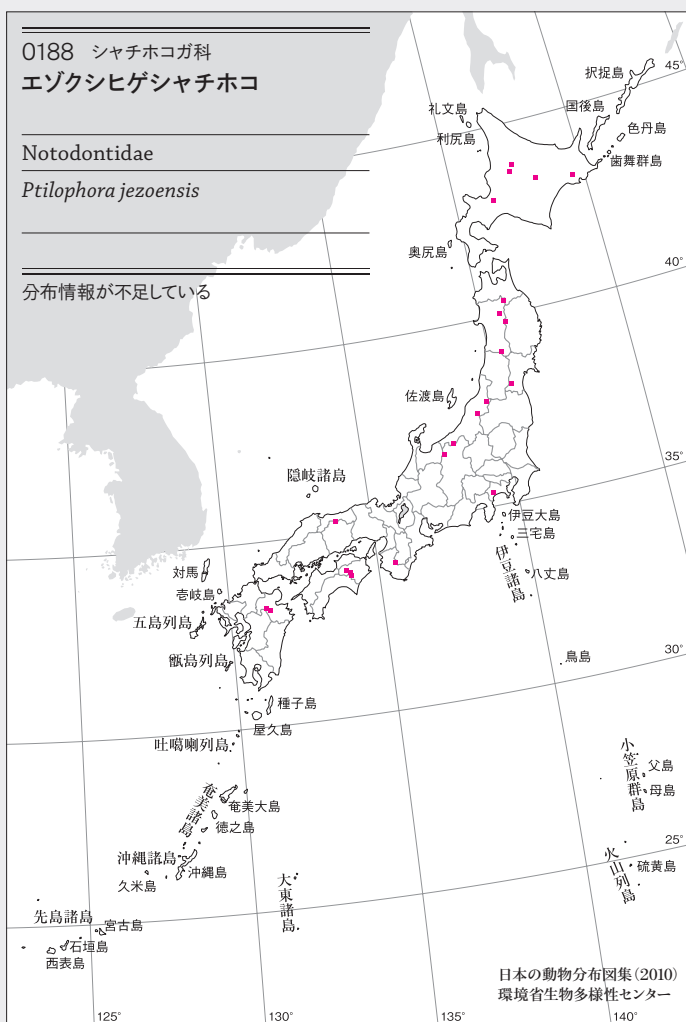 0188 シャチホコガ科
エゾクシヒゲシャチホコ
Notodontidae
Ptilophora jezoensis
分布情報が不足している
45°
択捉島
国後島
礼文島
色丹島
利尻島
歯舞群島
奥尻島
40°
佐渡島
35°
隠岐諸島
伊豆大島
三宅島
伊豆諸島
八丈島
対馬
壱岐島
五島列島
甑島列島
鳥島
30°
種子島
屋久島
吐噶喇列島
小笠原群島
父島
母島
奄美諸島
奄美大島
徳之島
25°
沖縄諸島
沖縄島
久米島
火山列島
硫黄島
大東諸島
先島諸島
宮古島
石垣島
西表島
日本の動物分布図集(2010)
環境省生物多様性センター
125°
130°
135°
140°